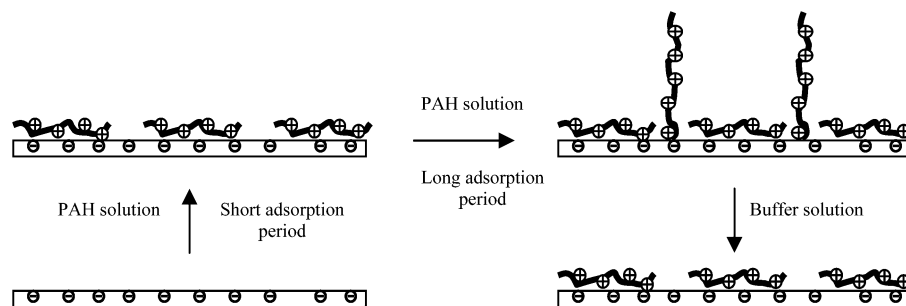 PAH solution
Long adsorption
period
PAH solution
Short adsorption
period
Buffer solution